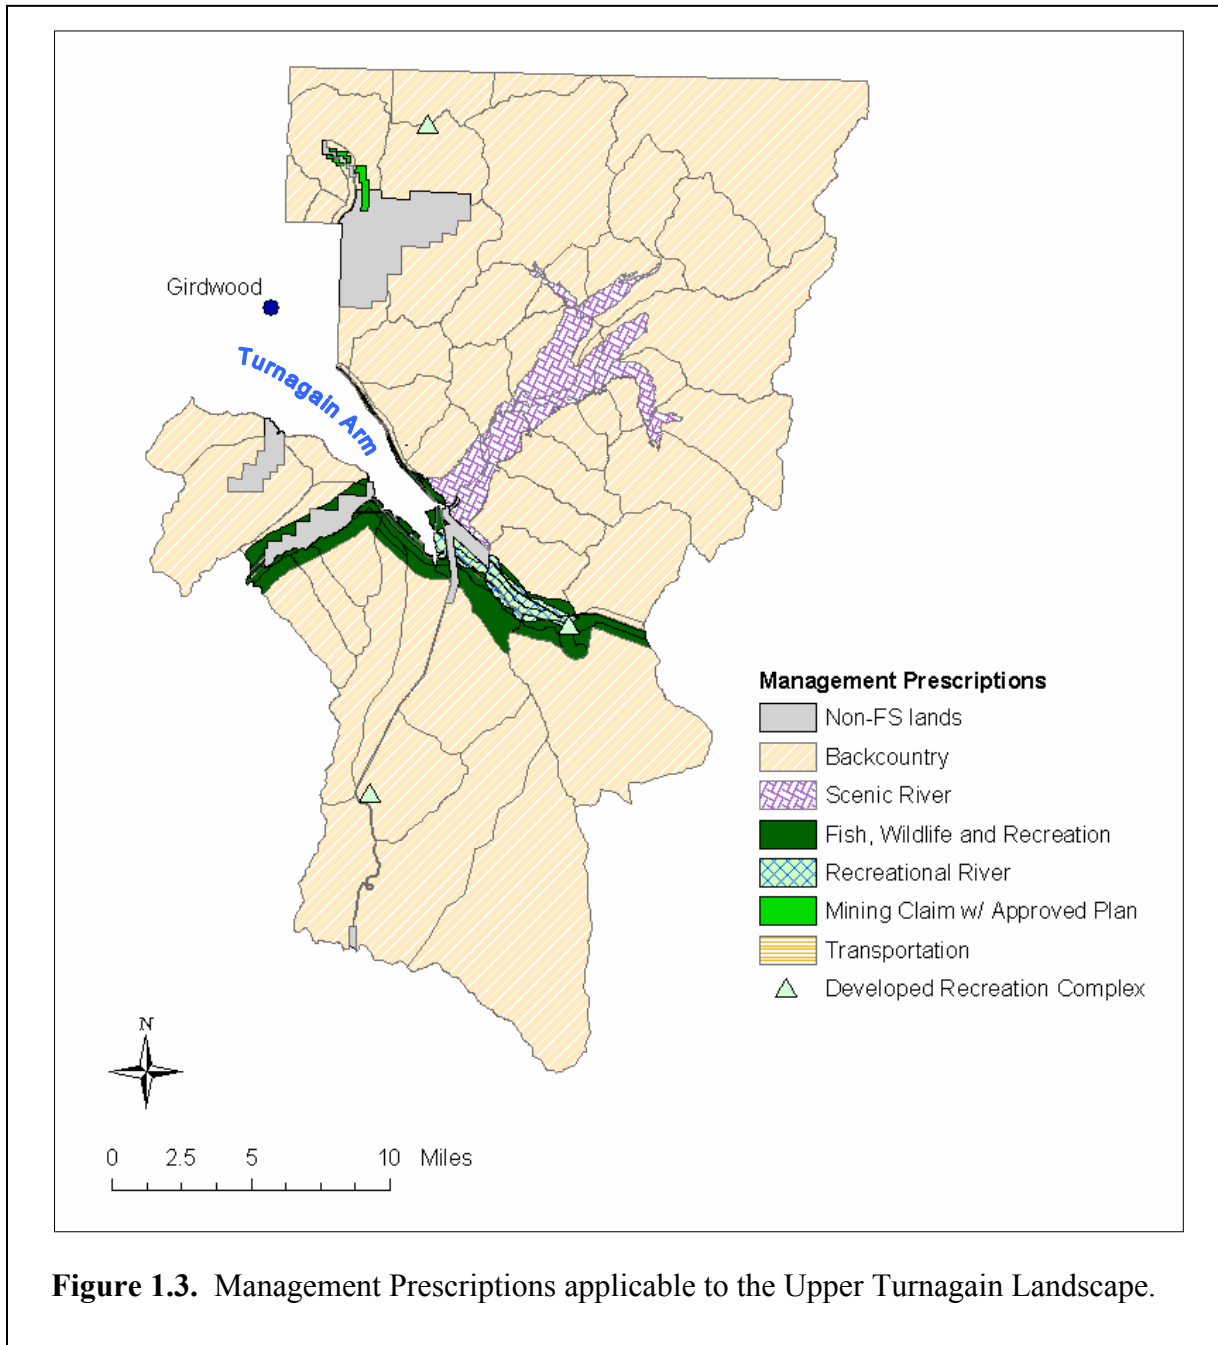 Girdwood
Turnagain Arm
Management Prescriptions
Non-FS lands
Backcountry
Scenic River
Fish, Wildlife and Recreation
Recreational River
Mining Claim w/ Approved Plan
Transportation
Developed Recreation Complex
N
0 2.5 5 10 Miles
Figure 1.3. Management Prescriptions applicable to the Upper Turnagain Landscape.